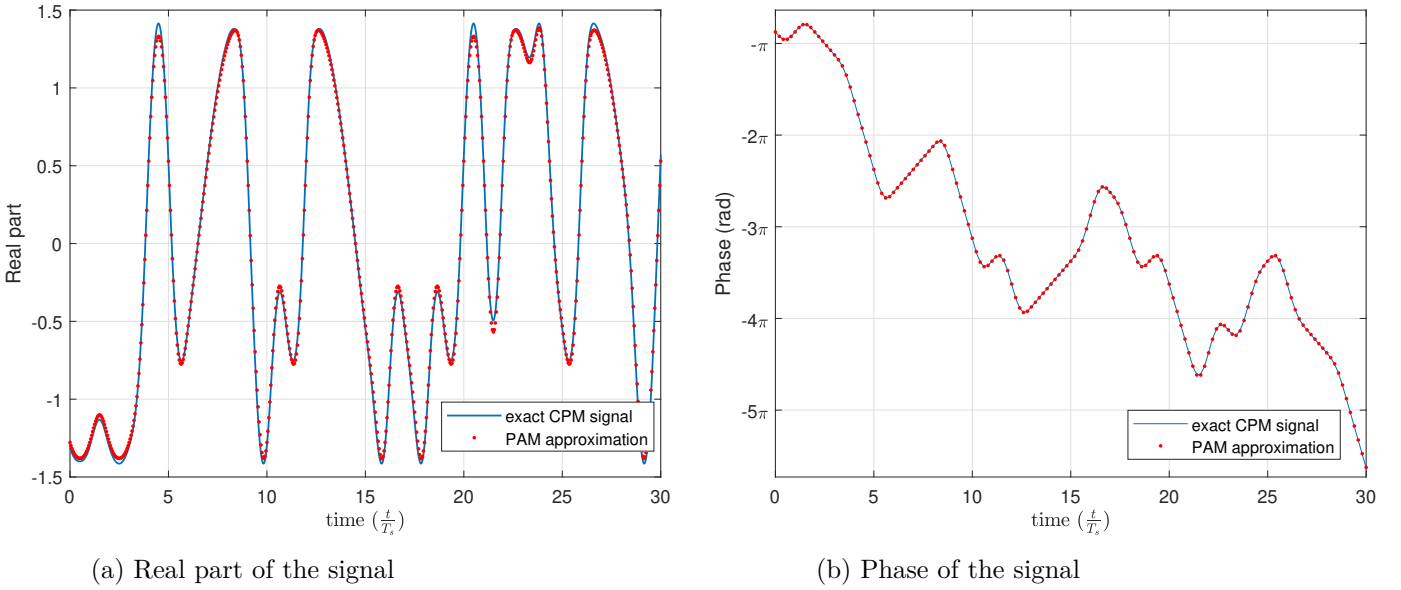 1.5
1
0.5
0
-0.5
-1
-1.5
Real part
0 5 10 15 20 25 30
time (t/T_s)
exact CPM signal
PAM approximation
(a) Real part of the signal
-π
-2π
-3π
-4π
-5π
Phase (rad)
0 5 10 15 20 25 30
time (t/T_s)
exact CPM signal
PAM approximation
(b) Phase of the signal